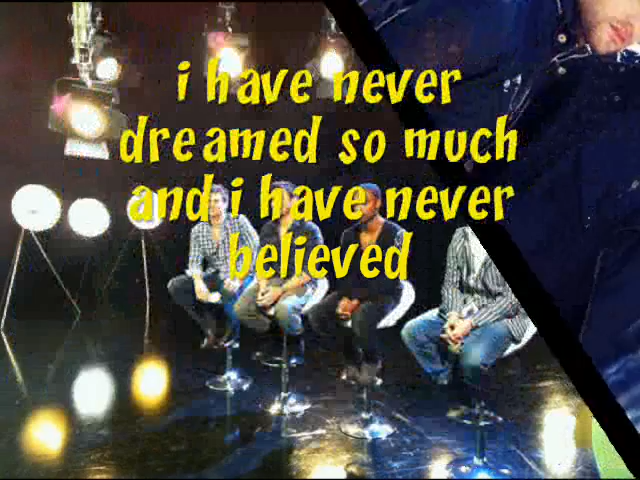 i have never
dreamed so much
and i have never
believed